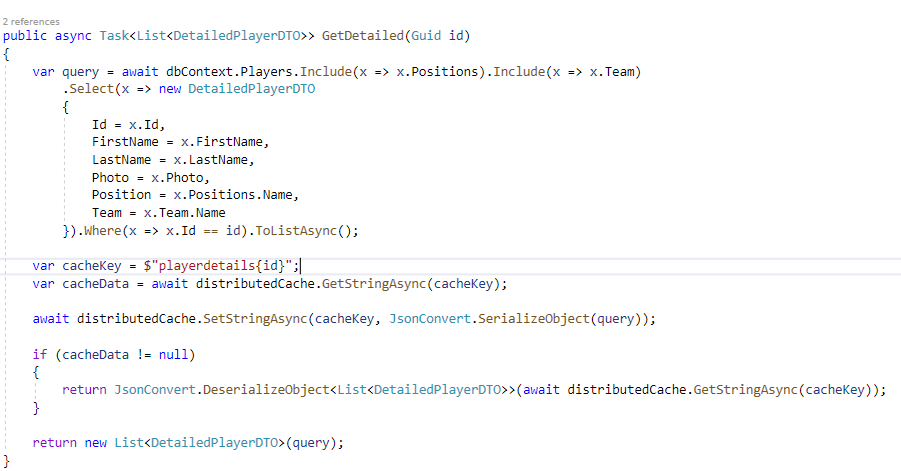 2 references
public async Task<List<DetailedPlayerDTO>> GetDetailed(Guid id)
{
    var query = await dbContext.Players.Include(x => x.Positions).Include(x => x.Team)
        .Select(x => new DetailedPlayerDTO
        {
            Id = x.Id,
            FirstName = x.FirstName,
            LastName = x.LastName,
            Photo = x.Photo,
            Position = x.Positions.Name,
            Team = x.Team.Name
        }).Where(x => x.Id == id).ToListAsync();
    var cacheKey = $"playerdetails{id}";
    var cacheData = await distributedCache.GetStringAsync(cacheKey);
    await distributedCache.SetStringAsync(cacheKey, JsonConvert.SerializeObject(query));
    if (cacheData != null)
    {
        return JsonConvert.DeserializeObject<List<DetailedPlayerDTO>>(await distributedCache.GetStringAsync(cacheKey));
    }
    return new List<DetailedPlayerDTO>(query);
}